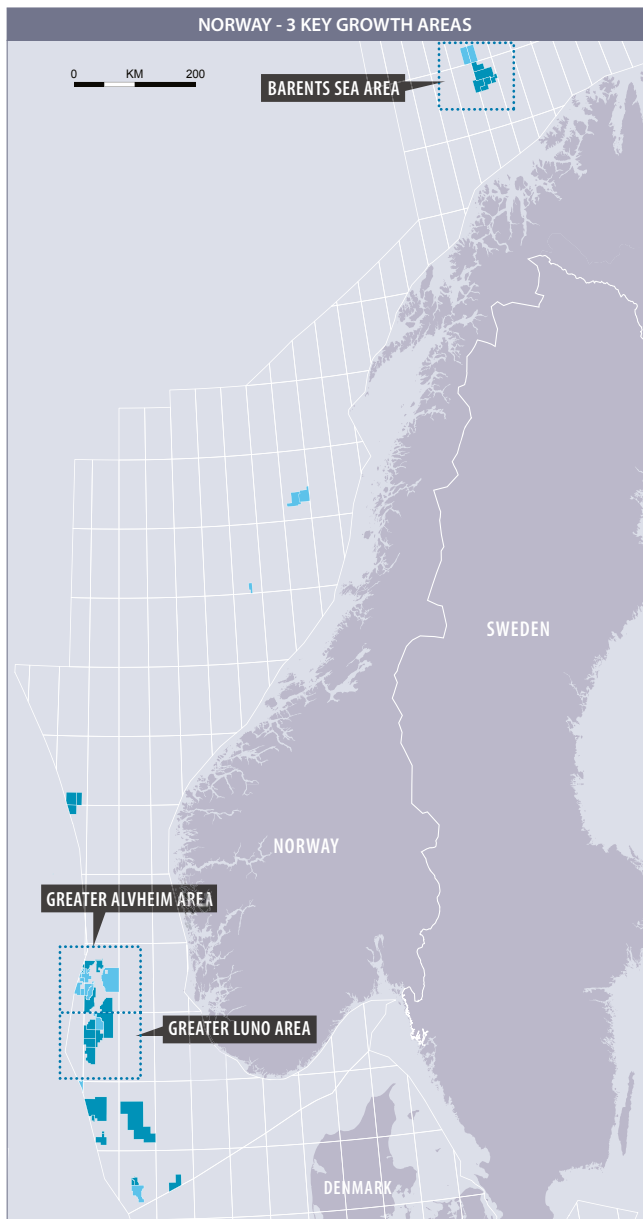 NORWAY - 3 KEY GROWTH AREAS
0 KM 200
BARENTS SEA AREA
SWEDEN
NORWAY
GREATER ALVHEIM AREA
GREATER LUNO AREA
DENMARK